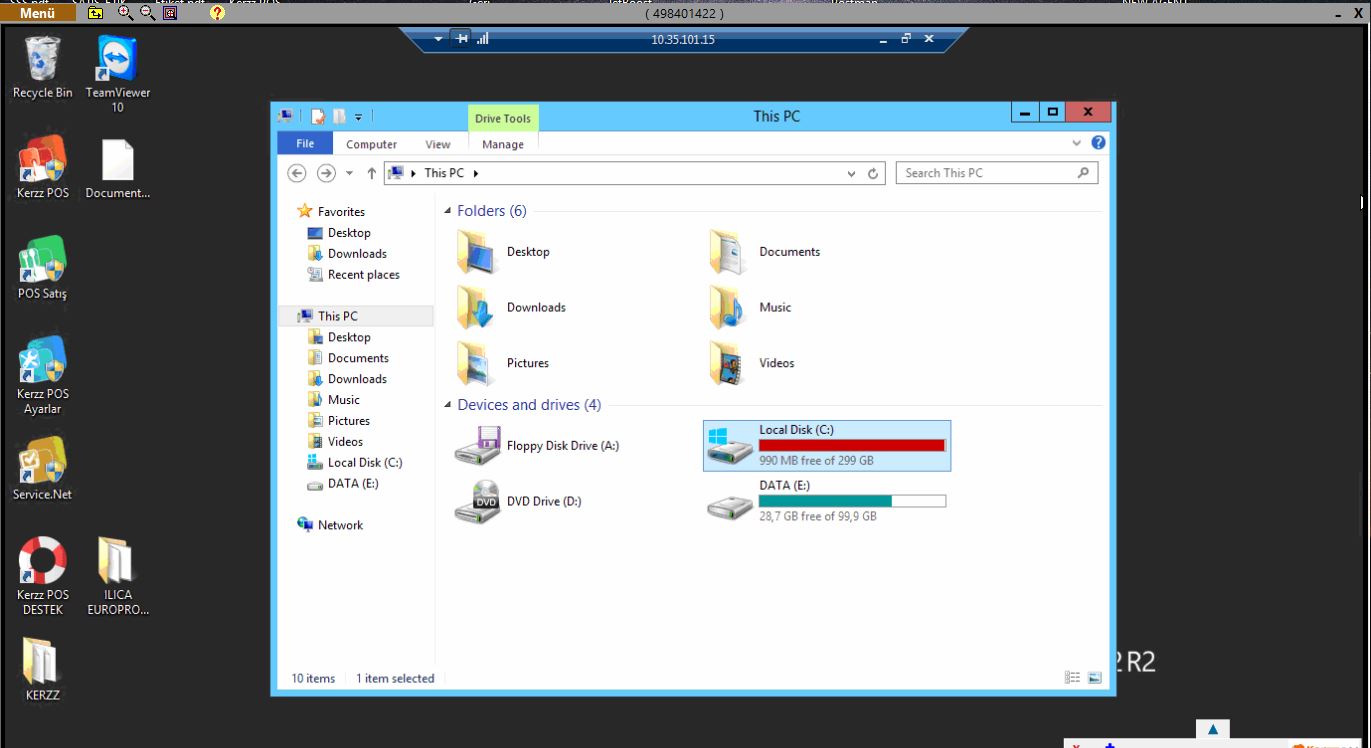 Menü
( 498401422 )
10.35.101.15
Recycle Bin
TeamViewer
10
Kerzz POS
Document...
POS Satış
Kerzz POS
Ayarlar
Service.Net
Kerzz POS
DESTEK
ILICA
EUROPRO...
KERZZ
Drive Tools
This PC
File
Computer
View
Manage
This PC
Search This PC
Favorites
Desktop
Downloads
Recent places
This PC
Desktop
Documents
Downloads
Music
Pictures
Videos
Local Disk (C:)
DATA (E:)
Network
Folders (6)
Desktop
Documents
Downloads
Music
Pictures
Videos
Devices and drives (4)
Floppy Disk Drive (A:)
Local Disk (C:)
990 MB free of 299 GB
DVD
DVD Drive (D:)
DATA (E:)
28,7 GB free of 99,9 GB
10 items
1 item selected
2 R2